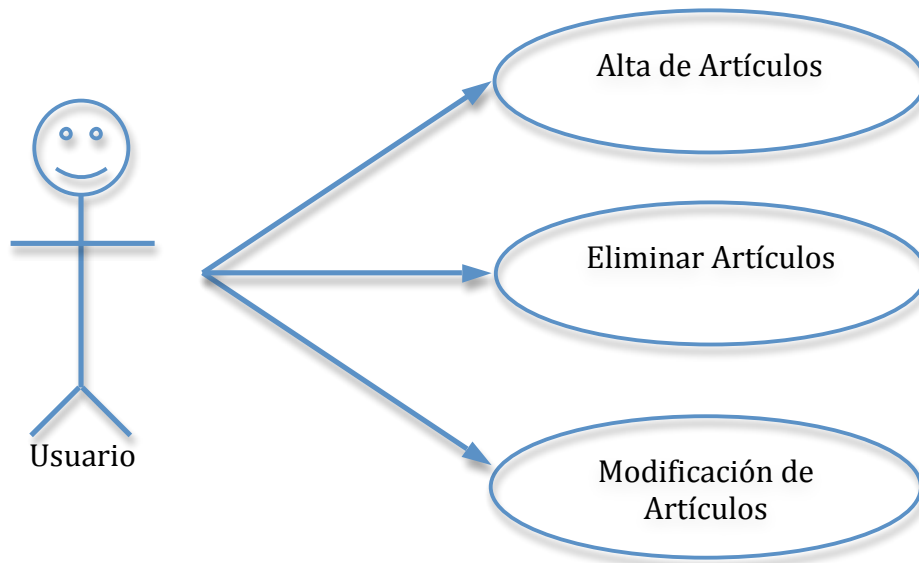 Alta de Artículos
Eliminar Artículos
Usuario
Modificación de
Artículos